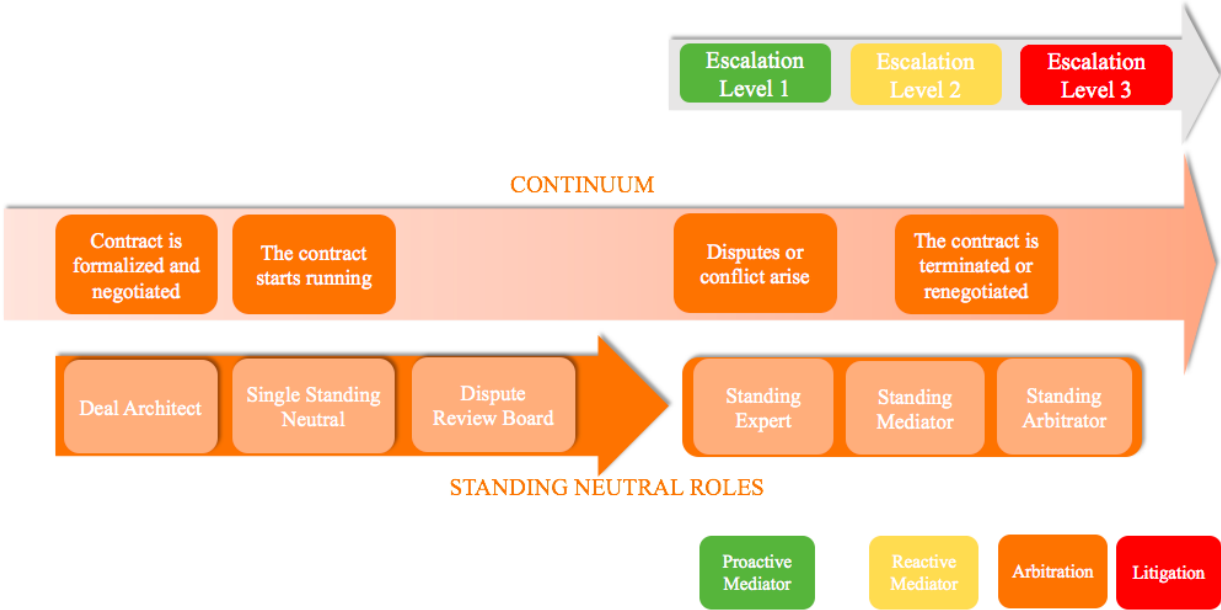 Escalation
Level 1
Escalation
Level 2
Escalation
Level 3
CONTINUUM
Contract is
formalized and
negotiated
The contract
starts running
Disputes or
conflict arise
The contract is
terminated or
renegotiated
Deal Architect
Single Standing
Neutral
Dispute
Review Board
Standing
Expert
Standing
Mediator
Standing
Arbitrator
STANDING NEUTRAL ROLES
Proactive
Mediator
Reactive
Mediator
Arbitration
Litigation